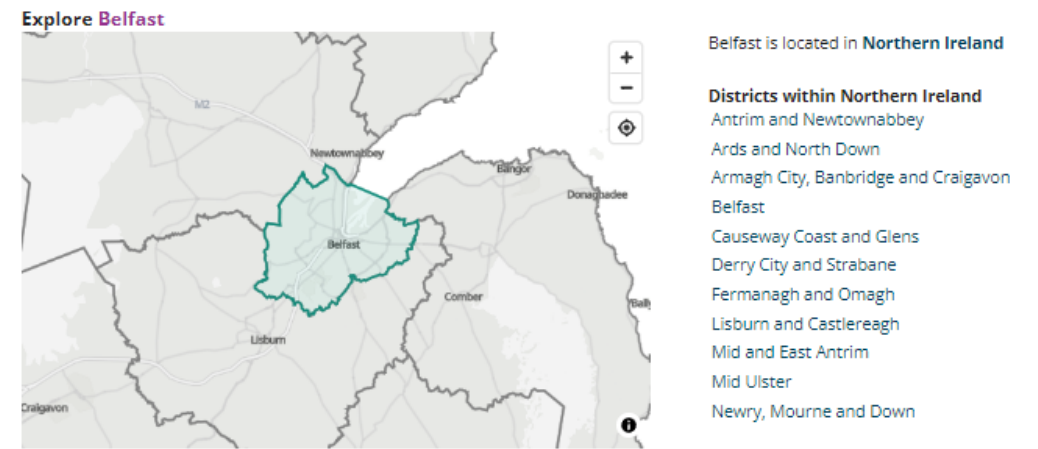 Explore Belfast
M2
Newtownabbey
Bangor
Donaghadee
Belfast
Comber
Bally
Lisburn
Craigavon
Belfast is located in Northern Ireland
Districts within Northern Ireland
Antrim and Newtownabbey
Ards and North Down
Armagh City, Banbridge and Craigavon
Belfast
Causeway Coast and Glens
Derry City and Strabane
Fermanagh and Omagh
Lisburn and Castlereagh
Mid and East Antrim
Mid Ulster
Newry, Mourne and Down